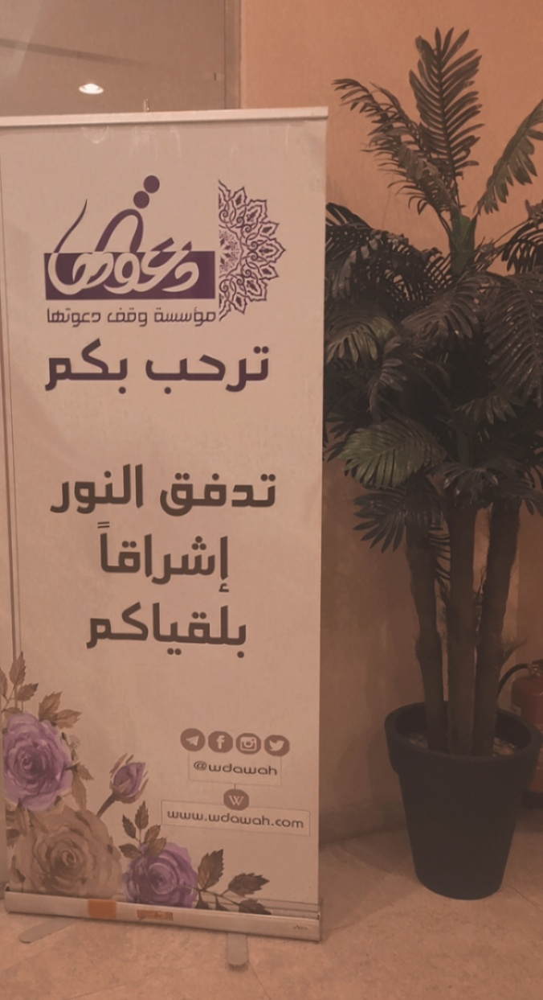 دعوتها
مؤسسة وقف دعوتها
ترحب بكم
تدفق النور
إشراقاً
بلقياكم
@wdawah
www.wdawah.com